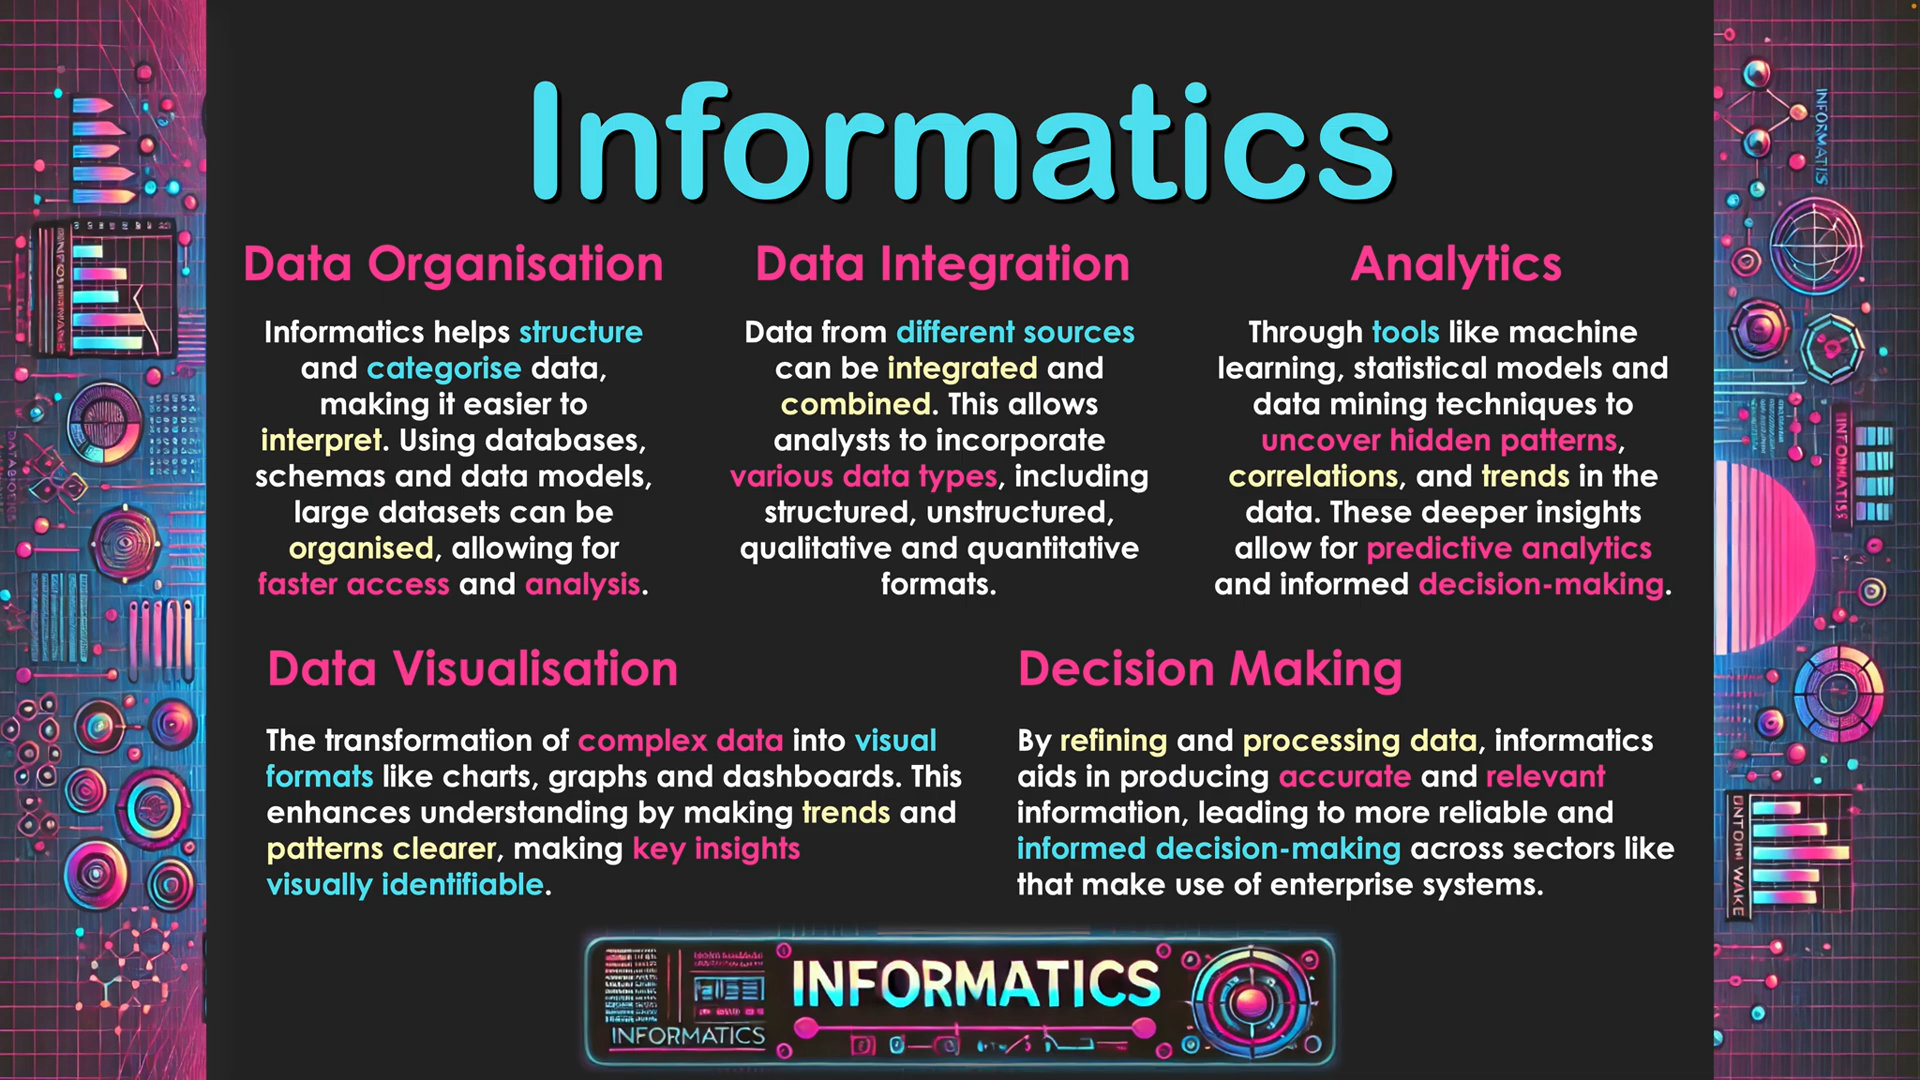 Informatics
Data Organisation
Informatics helps structure
and categorise data,
making it easier to
interpret. Using databases,
schemas and data models,
large datasets can be
organised, allowing for
faster access and analysis.
Data Integration
Data from different sources
can be integrated and
combined. This allows
analysts to incorporate
various data types, including
structured, unstructured,
qualitative and quantitative
formats.
Analytics
Through tools like machine
learning, statistical models and
data mining techniques to
uncover hidden patterns,
correlations, and trends in the
data. These deeper insights
allow for predictive analytics
and informed decision-making.
Data Visualisation
The transformation of complex data into visual
formats like charts, graphs and dashboards. This
enhances understanding by making trends and
patterns clearer, making key insights
visually identifiable.
Decision Making
By refining and processing data, informatics
aids in producing accurate and relevant
information, leading to more reliable and
informed decision-making across sectors like
that make use of enterprise systems.
INFORMATICS
INFORMATICS